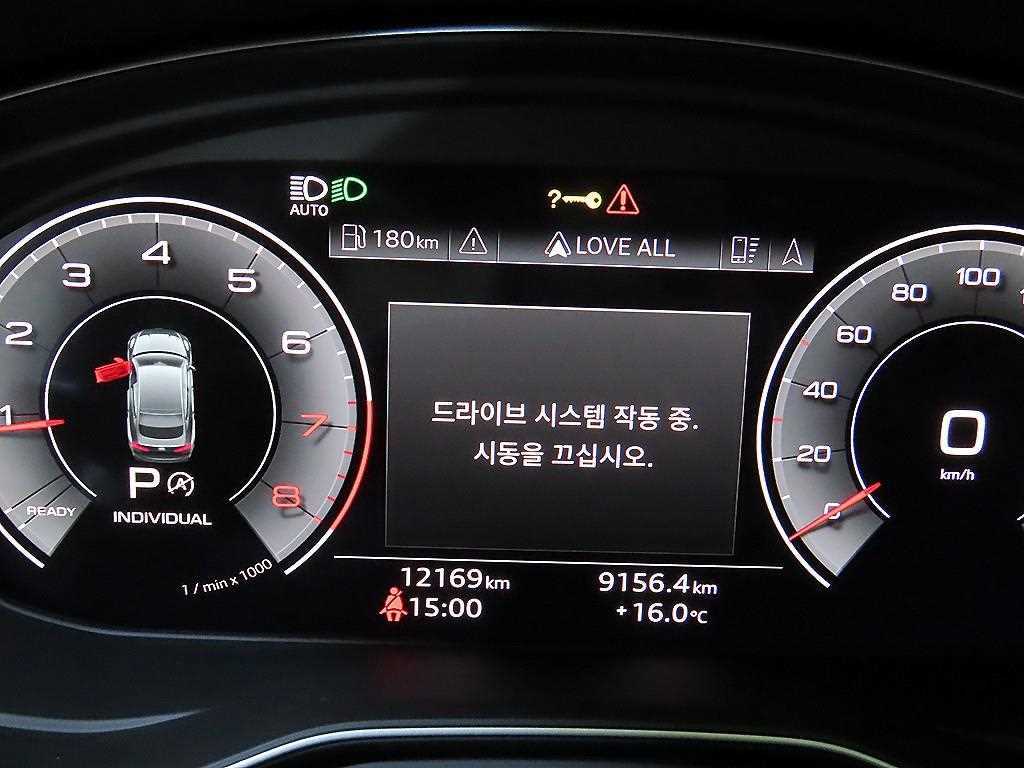 AUTO
?
180km
LOVE ALL
1 2 3 4 5 6 7 8
READY
P A
INDIVIDUAL
1 / min x 1000
드라이브 시스템 작동 중.
시동을 끄십시오.
0 20 40 60 80 100
0
km/h
12169km
9156.4km
15:00
+16.0°C